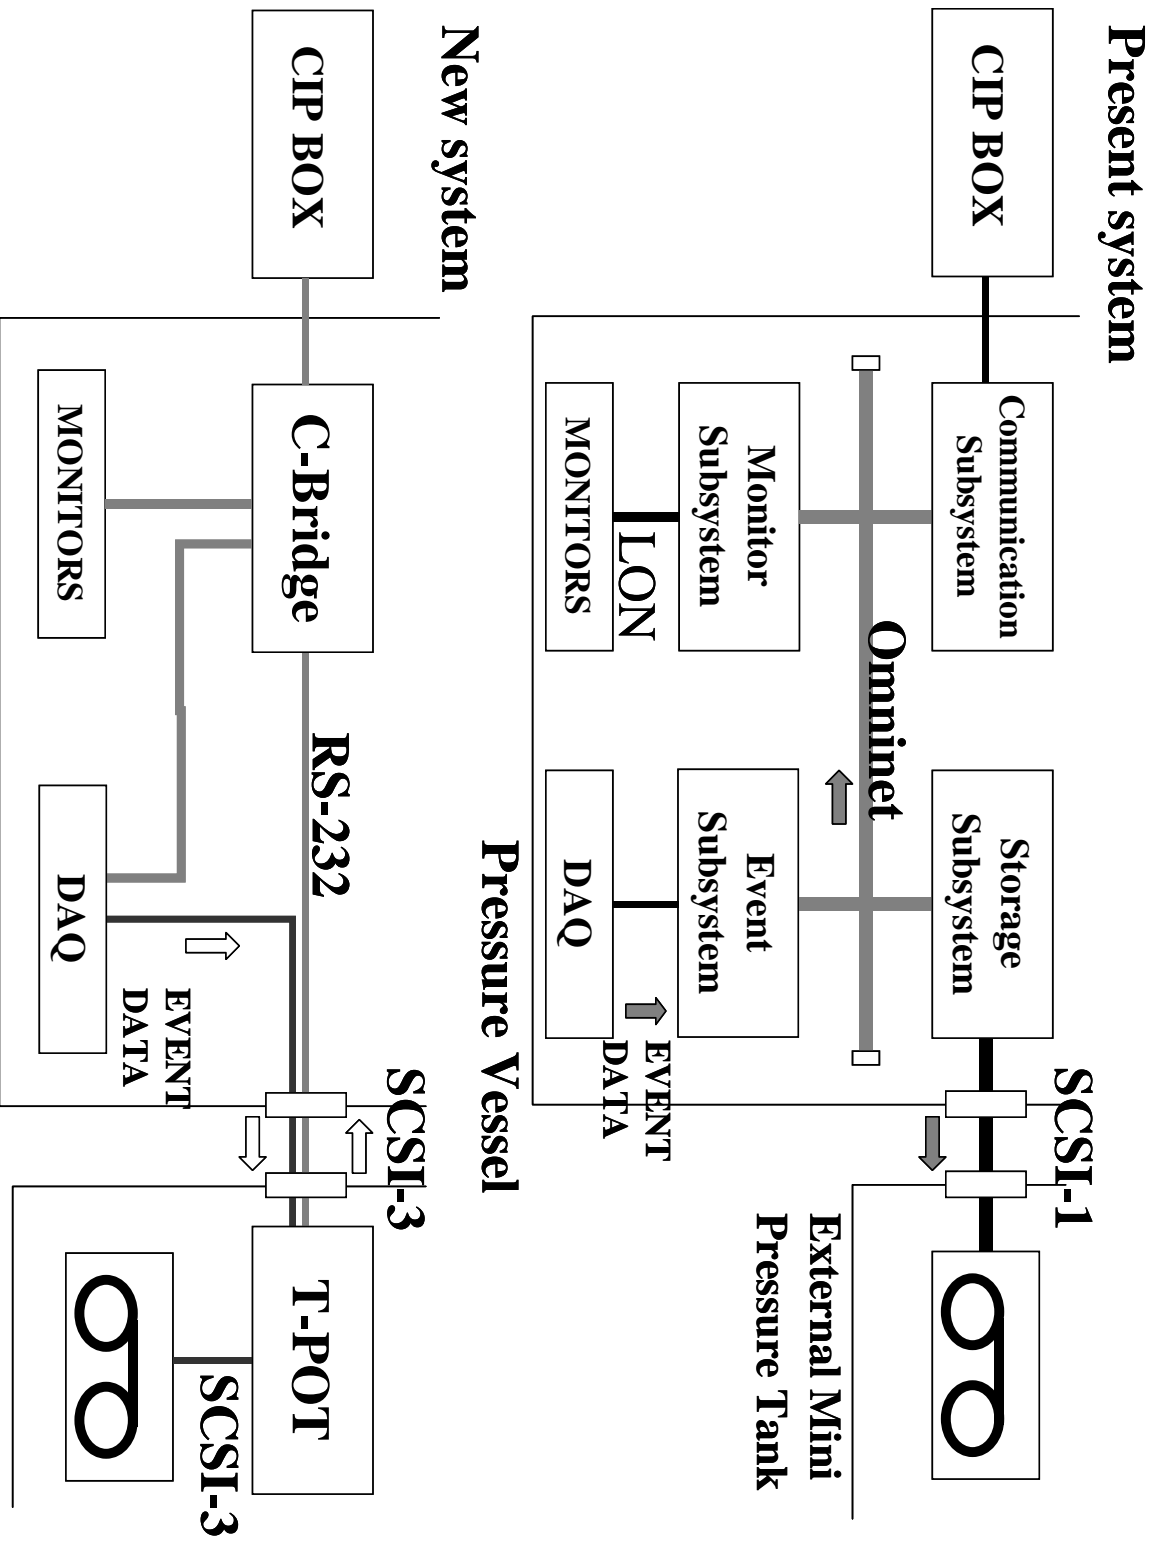 Present system
CIP BOX
Communication
Subsystem
Storage
Subsystem
SCSI-1
Omninet
Monitor
Subsystem
Event
Subsystem
LON
MONITORS
DAQ
EVENT
DATA
External Mini
Pressure Tank
Pressure Vessel
New system
CIP BOX
C-Bridge
RS-232
SCSI-3
T-POT
MONITORS
DAQ
EVENT
DATA
SCSI-3